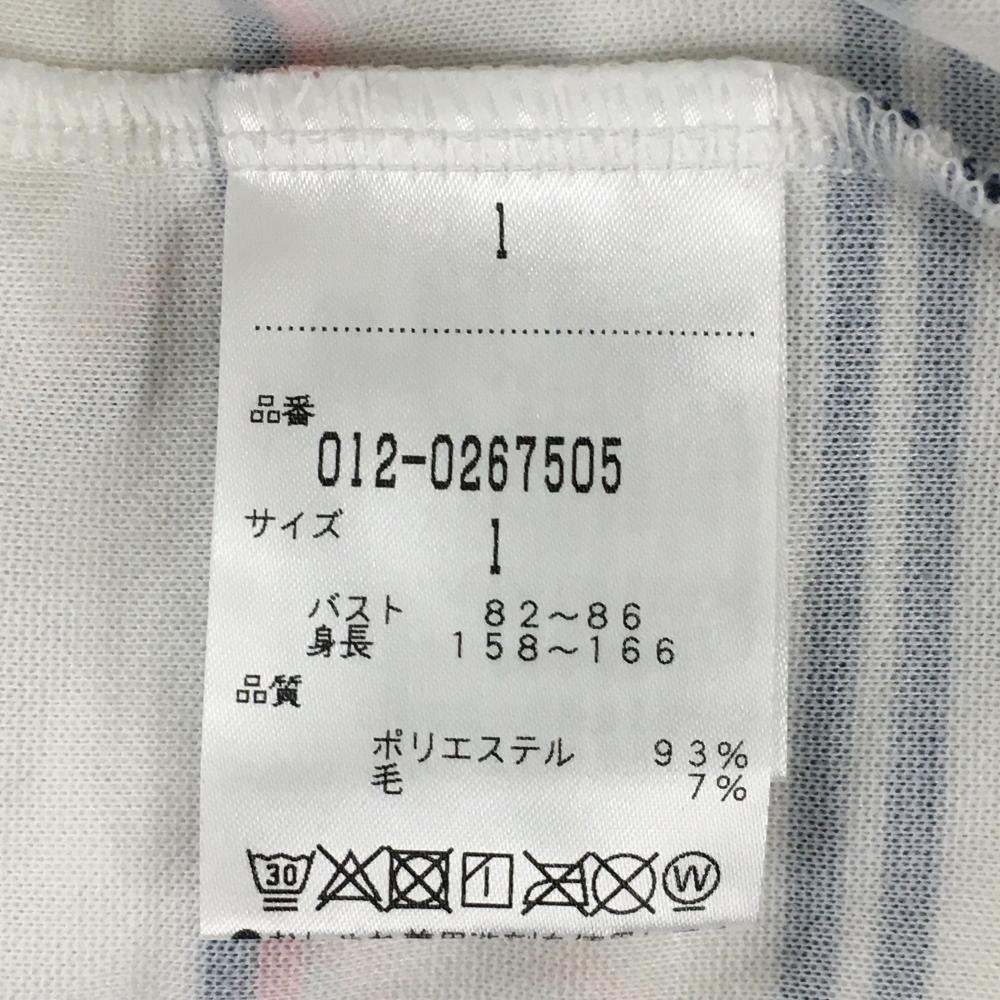 1
品番
012-0267505
サイズ
1
バスト 82~86
身長 158~166
品質
ポリエステル 93%
毛 7%
30 W